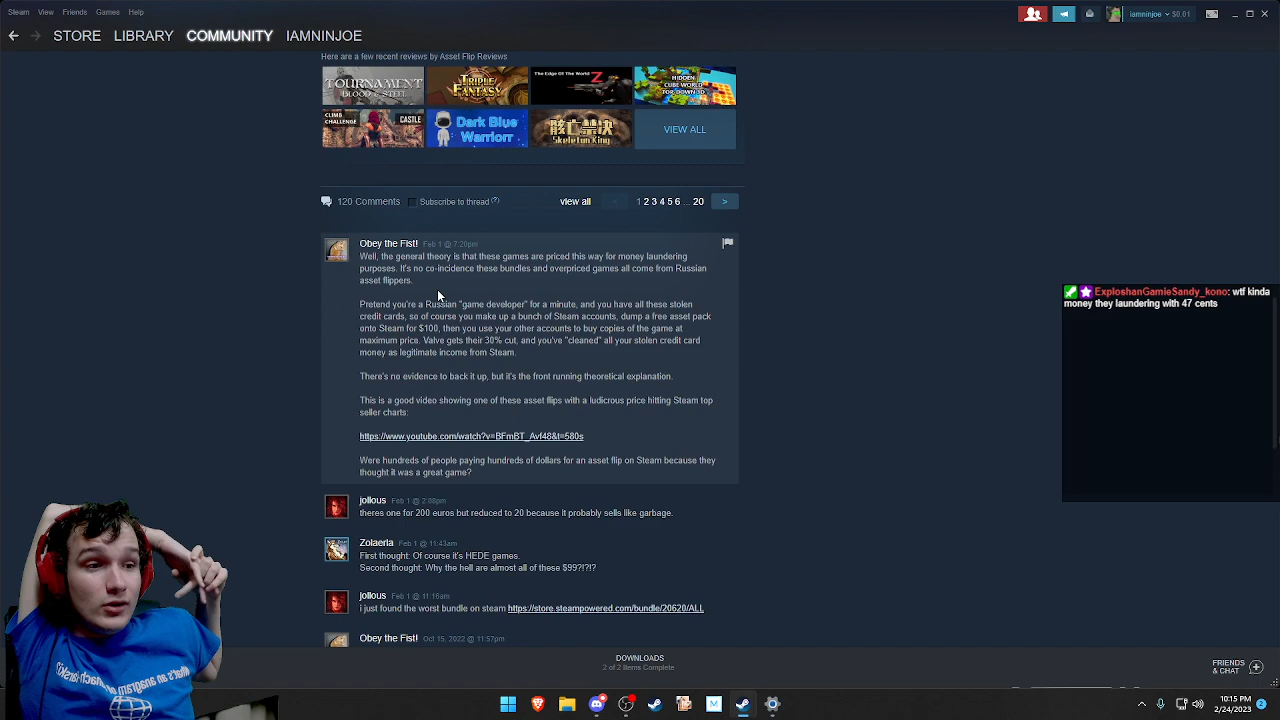 Steam View Friends Games Help
iamninjoe $0.01
STORE LIBRARY COMMUNITY IAMNINJOE
Here are a few recent reviews by Asset Flip Reviews
TOURNAMENT BLOOD & STEEL
TRIPLE FANTASY
The Edge Of The World Z
HIDDEN CUBE WORLD TOP-DOWN 3D
CLIMB CHALLENGE CASTLE
Dark Blue Warriorr
Skeleton King
VIEW ALL
120 Comments Subscribe to thread (?) view all < 1 2 3 4 5 6 ... 20 >
Obey the Fist! Feb 1 @ 7:20pm
Well, the general theory is that these games are priced this way for money laundering
purposes. It's no co-incidence these bundles and overpriced games all come from Russian
asset flippers.
Pretend you're a Russian "game developer" for a minute, and you have all these stolen
credit cards, so of course you make up a bunch of Steam accounts, dump a free asset pack
onto Steam for $100, then you use your other accounts to buy copies of the game at
maximum price. Valve gets their 30% cut, and you've "cleaned" all your stolen credit card
money as legitimate income from Steam.
There's no evidence to back it up, but it's the front running theoretical explanation.
This is a good video showing one of these asset flips with a ludicrous price hitting Steam top
seller charts:
https://www.youtube.com/watch?v=BFmBT_Avf48&t=580s
Were hundreds of people paying hundreds of dollars for an asset flip on Steam because they
thought it was a great game?
ExploshanGamieSandy_kono: wtf kinda
money they laundering with 47 cents
jollous Feb 1 @ 2:08pm
theres one for 200 euros but reduced to 20 because it probably sells like garbage.
Zolaerla Feb 1 @ 11:43am
First thought: Of course it's HEDE games.
Second thought: Why the hell are almost all of these $99?!?!?
jollous Feb 1 @ 11:16am
i just found the worst bundle on steam https://store.steampowered.com/bundle/20620/ALL
Obey the Fist! Oct 15, 2022 @ 11:57pm
DOWNLOADS
2 of 2 Items Complete
FRIENDS
& CHAT
10:15 PM
2/24/2023
2